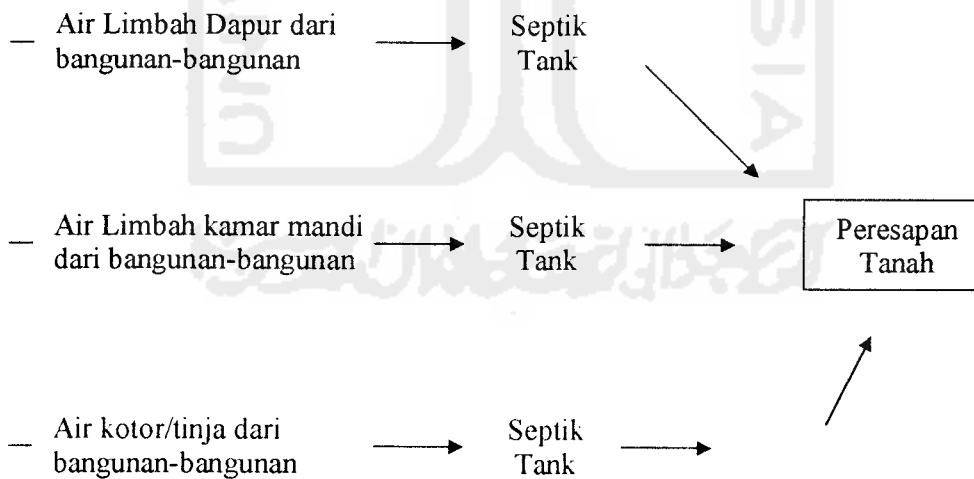 — Air Limbah Dapur dari
bangunan-bangunan
Septik
Tank
— Air Limbah kamar mandi
dari bangunan-bangunan
Septik
Tank
Peresapan
Tanah
— Air kotor/tinja dari
bangunan-bangunan
Septik
Tank